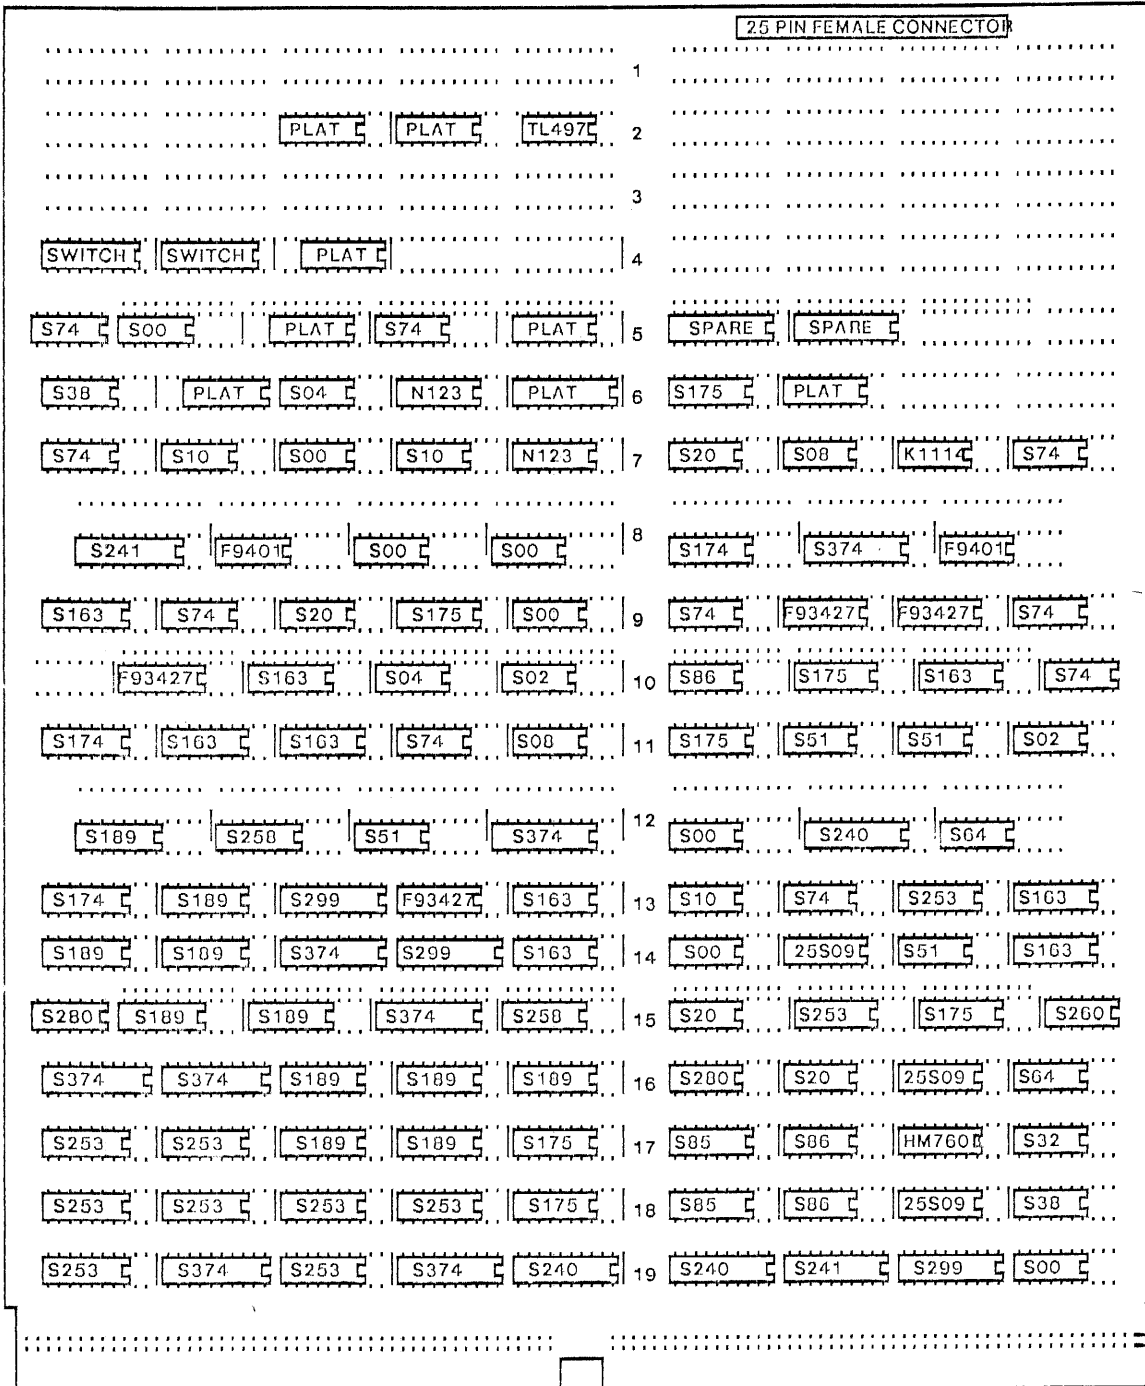 25 PIN FEMALE CONNECTOR
1
PLAT PLAT TL497 2
3
SWITCH SWITCH PLAT 4
S74 S00 PLAT S74 PLAT 5 SPARE SPARE
S38 PLAT S04 N123 PLAT 6 S175 PLAT
S74 S10 S00 S10 N123 7 S20 S08 K1114 S74
S241 F9401 S00 S00 8 S174 S374 F9401
S163 S74 S20 S175 S00 9 S74 F93427 F93427 S74
F93427 S163 S04 S02 10 S86 S175 S163 S74
S174 S163 S163 S74 S08 11 S175 S51 S51 S02
S189 S258 S51 S374 12 S00 S240 S64
S174 S189 S299 F93427 S163 13 S10 S74 S253 S163
S189 S189 S374 S299 S163 14 S00 25S09 S51 S163
S280 S189 S189 S374 S258 15 S20 S253 S175 S260
S374 S374 S189 S189 S189 16 S280 S20 25S09 S64
S253 S253 S189 S189 S175 17 S85 S86 S32
S253 S253 S253 S253 S175 18 S85 S86 25S09 S38
S253 S374 S253 S374 S240 19 S240 S241 S299 S00